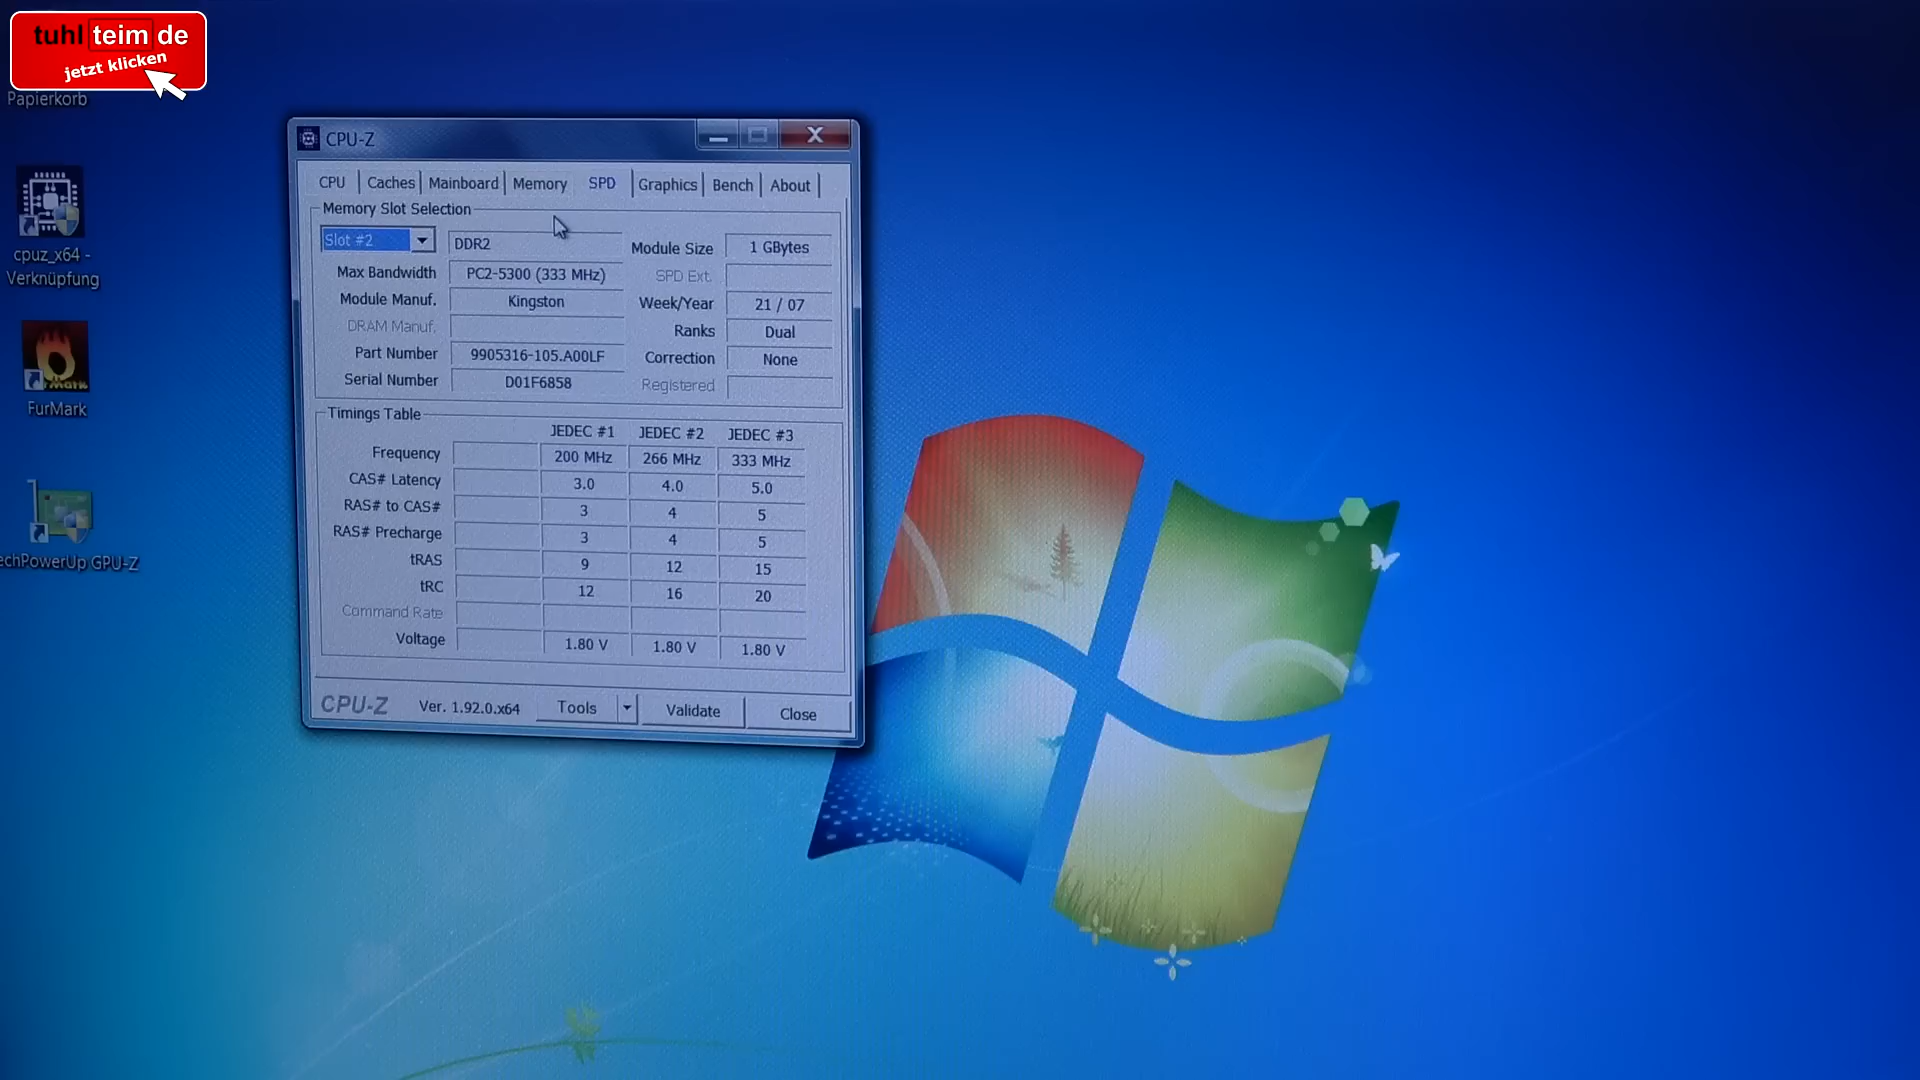 tuhl teim de
jetzt klicken
Papierkorb
cpuz_x64 -
Verknüpfung
FurMark
echPowerUp GPU-Z
CPU-Z
CPU Caches Mainboard Memory SPD Graphics Bench About
Memory Slot Selection
Slot #2 DDR2 Module Size 1 GBytes
Max Bandwidth PC2-5300 (333 MHz) SPD Ext.
Module Manuf. Kingston Week/Year 21 / 07
DRAM Manuf. Ranks Dual
Part Number 9905316-105.A00LF Correction None
Serial Number D01F6858 Registered
Timings Table
JEDEC #1 JEDEC #2 JEDEC #3
Frequency 200 MHz 266 MHz 333 MHz
CAS# Latency 3.0 4.0 5.0
RAS# to CAS# 3 4 5
RAS# Precharge 3 4 5
tRAS 9 12 15
tRC 12 16 20
Command Rate
Voltage 1.80 V 1.80 V 1.80 V
CPU-Z Ver. 1.92.0.x64 Tools Validate Close